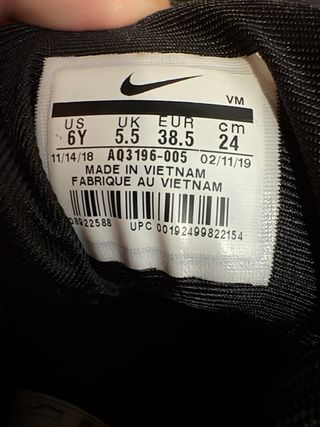 VM
US UK EUR cm
6Y 5.5 38.5 24
11/14/18 AQ3196-005 02/11/19
MADE IN VIETNAM
FABRIQUE AU VIETNAM
08922588 UPC 00192499822154